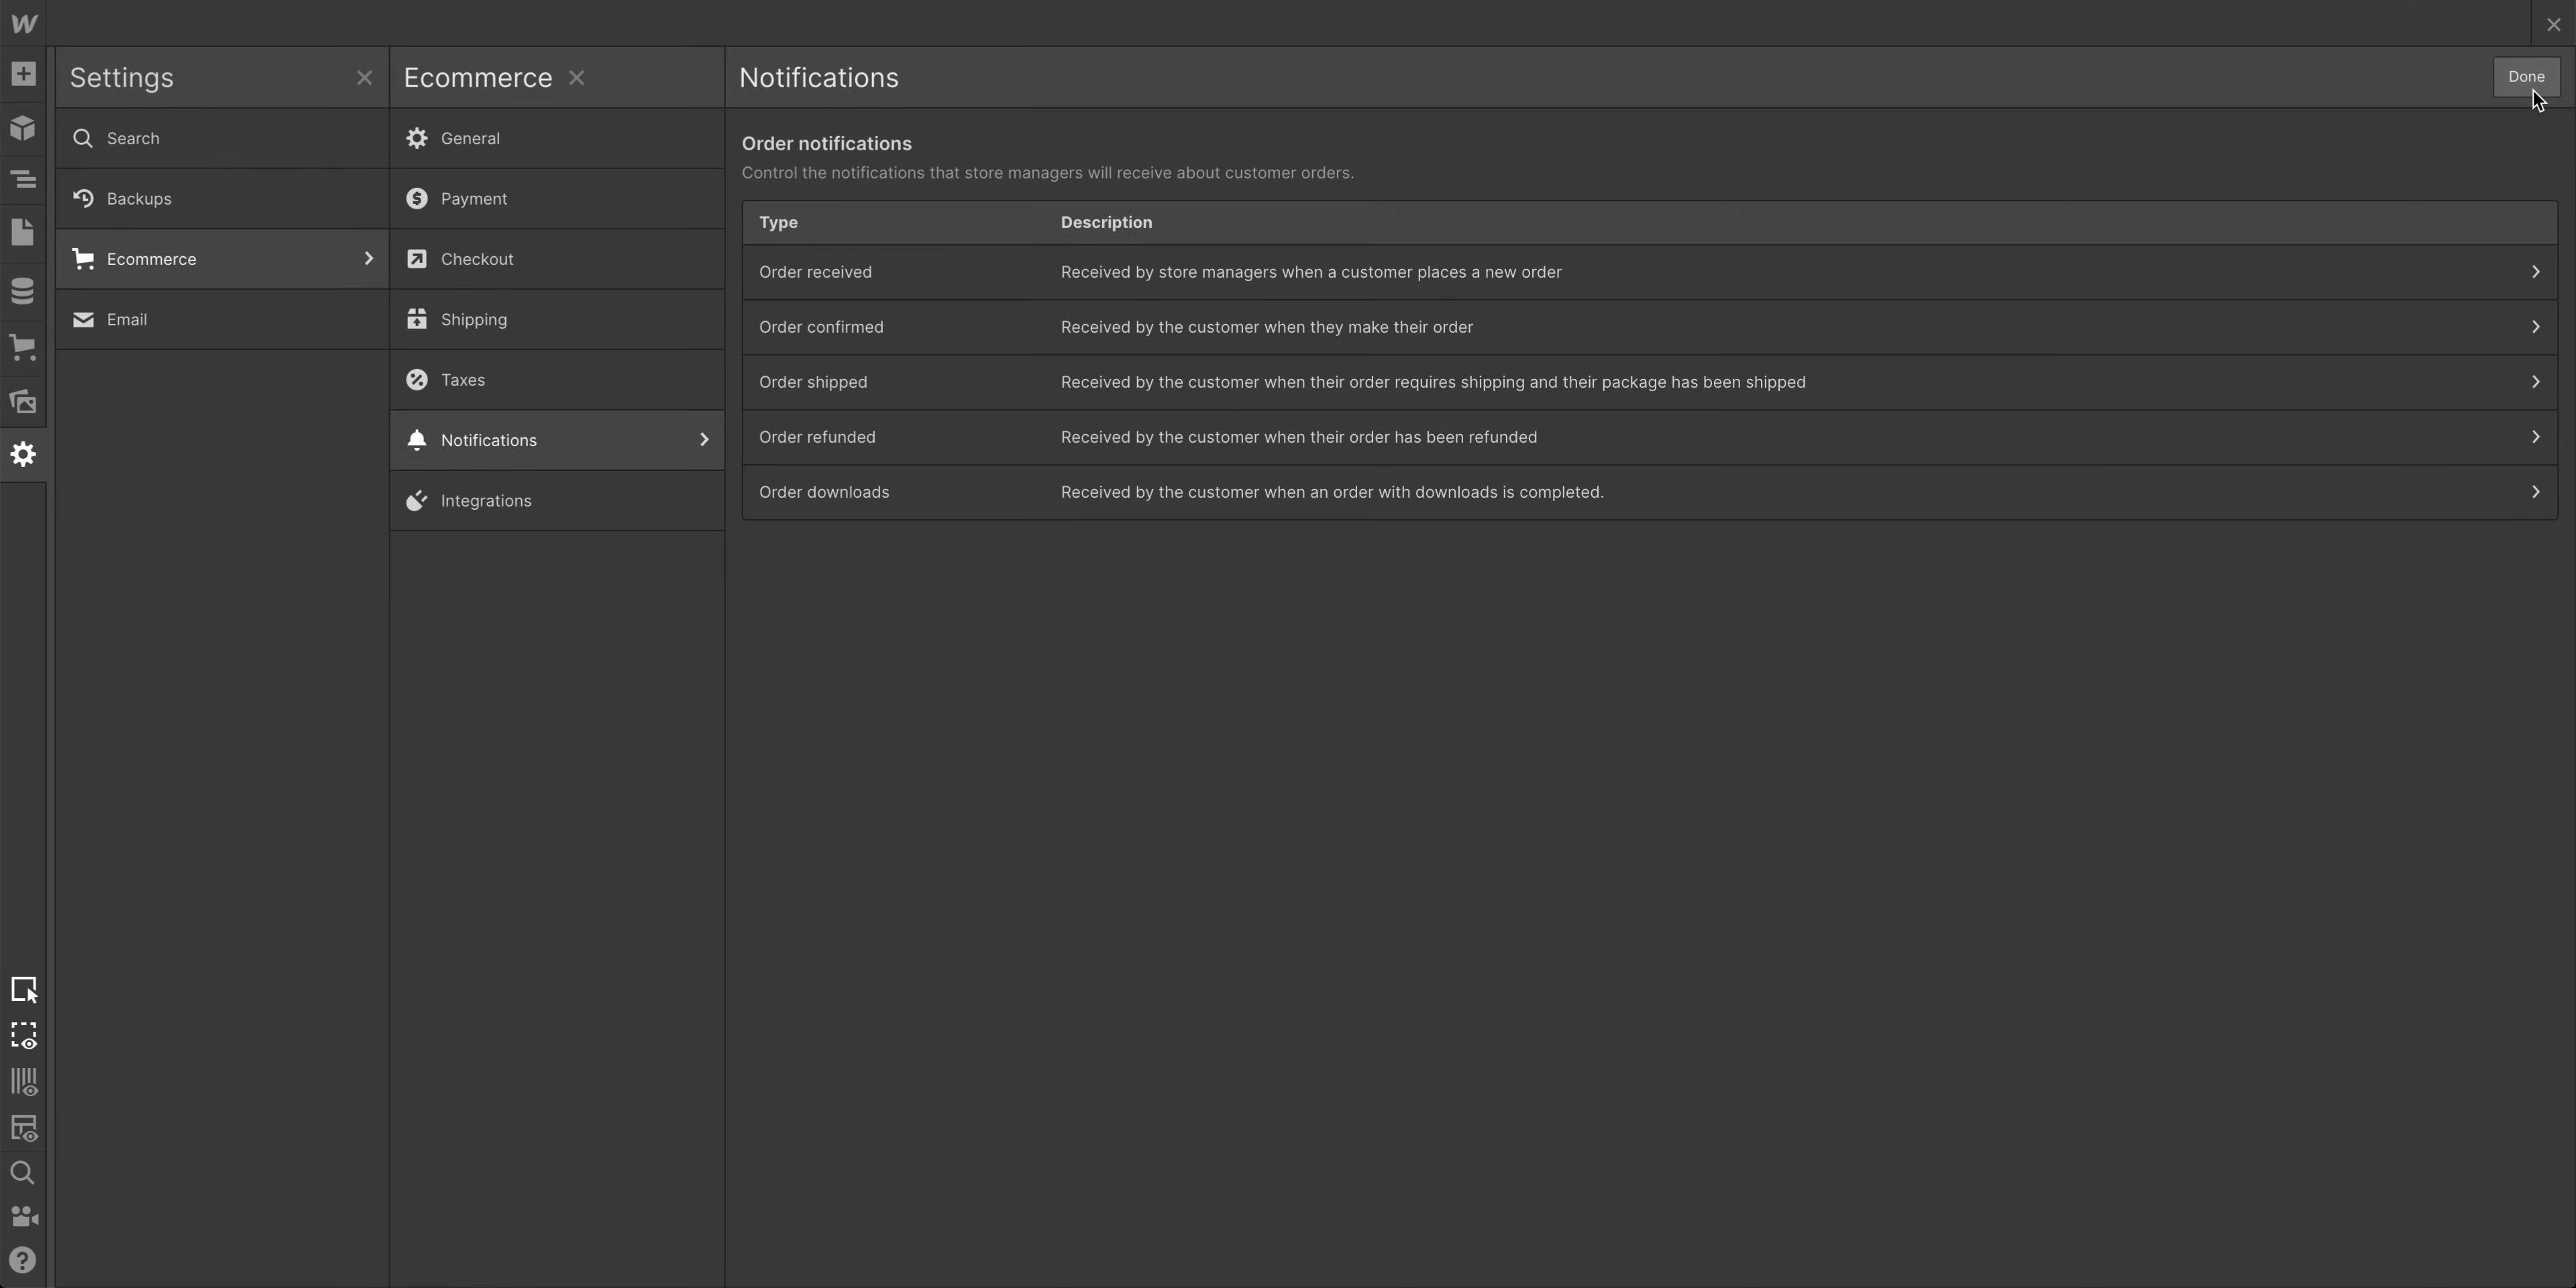 Settings
Ecommerce
Notifications
Done
Search
Backups
Ecommerce
Email
General
Payment
Checkout
Shipping
Taxes
Notifications
Integrations
Order notifications
Control the notifications that store managers will receive about customer orders.
Type Description
Order received Received by store managers when a customer places a new order
Order confirmed Received by the customer when they make their order
Order shipped Received by the customer when their order requires shipping and their package has been shipped
Order refunded Received by the customer when their order has been refunded
Order downloads Received by the customer when an order with downloads is completed.